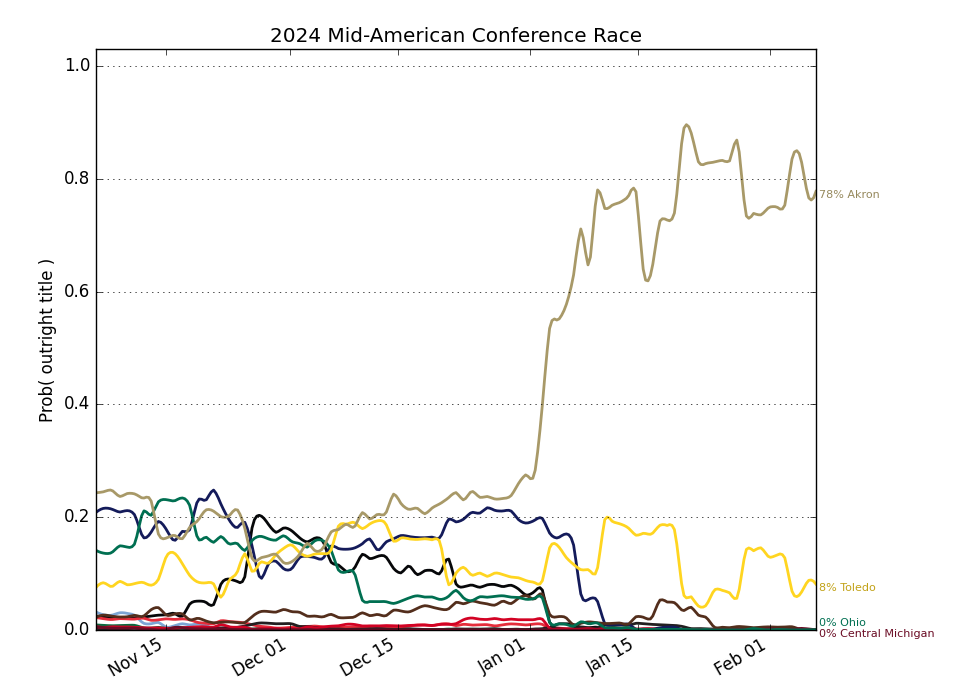 2024 Mid-American Conference Race
1.0
0.8
0.6
0.4
0.2
0.0
Prob( outright title )
78% Akron
8% Toledo
0% Ohio
0% Central Michigan
Nov 15
Dec 01
Dec 15
Jan 01
Jan 15
Feb 01